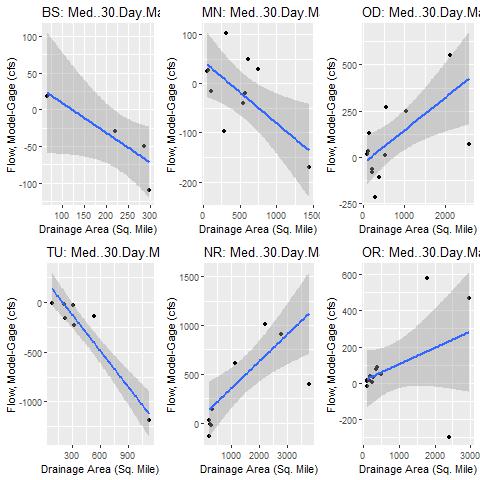 BS: Med..30.Day.Ma
MN: Med..30.Day.M
OD: Med..30.Day.Ma
Flow, Model-Gage (cfs)
100
50
0
-50
-100
100 150 200 250 300
Drainage Area (Sq. Mile)
Flow, Model-Gage (cfs)
100
0
-100
-200
0 500 1000 1500
Drainage Area (Sq. Mile)
Flow, Model-Gage (cfs)
500
250
0
-250
0 1000 2000
Drainage Area (Sq. Mile)
TU: Med..30.Day.M
NR: Med..30.Day.M
OR: Med..30.Day.Ma
Flow, Model-Gage (cfs)
0
-500
-1000
300 600 900
Drainage Area (Sq. Mile)
Flow, Model-Gage (cfs)
1500
1000
500
0
1000 2000 3000
Drainage Area (Sq. Mile)
Flow, Model-Gage (cfs)
600
400
200
0
-200
0 1000 2000 3000
Drainage Area (Sq. Mile)